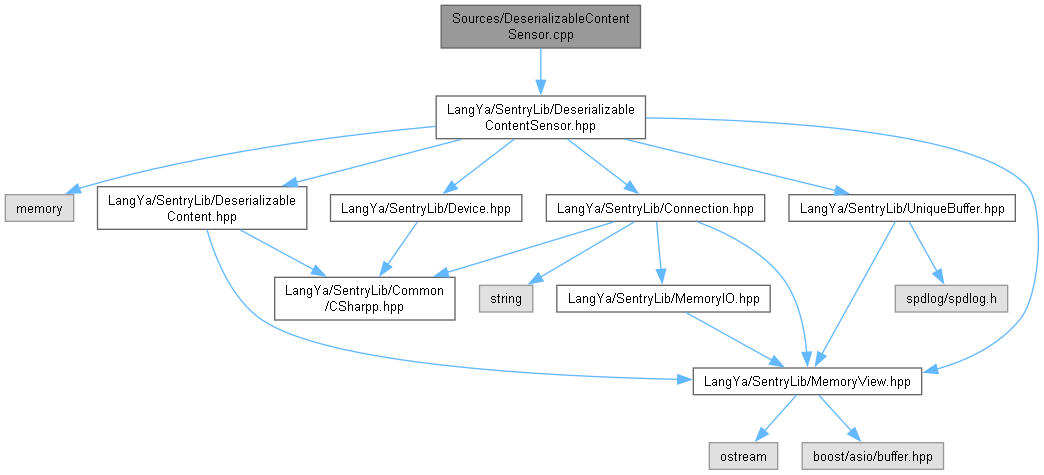 Sources/DeserializableContent
Sensor.cpp
LangYa/SentryLib/Deserializable
ContentSensor.hpp
memory
LangYa/SentryLib/Deserializable
Content.hpp
LangYa/SentryLib/Device.hpp
LangYa/SentryLib/Connection.hpp
LangYa/SentryLib/UniqueBuffer.hpp
LangYa/SentryLib/Common
/CSharpp.hpp
string
LangYa/SentryLib/MemoryIO.hpp
spdlog/spdlog.h
LangYa/SentryLib/MemoryView.hpp
ostream
boost/asio/buffer.hpp